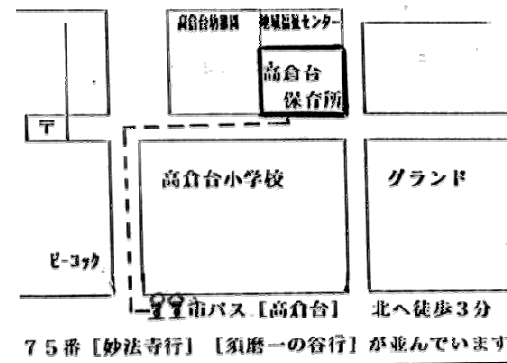 高倉台幼稚園 地域福祉センター
高倉台
保育所
〒
高倉台小学校 グランド
ピーコック
市バス［高倉台］ 北へ徒歩3分
75番［妙法寺行］［須磨一の谷行］が並んでいます